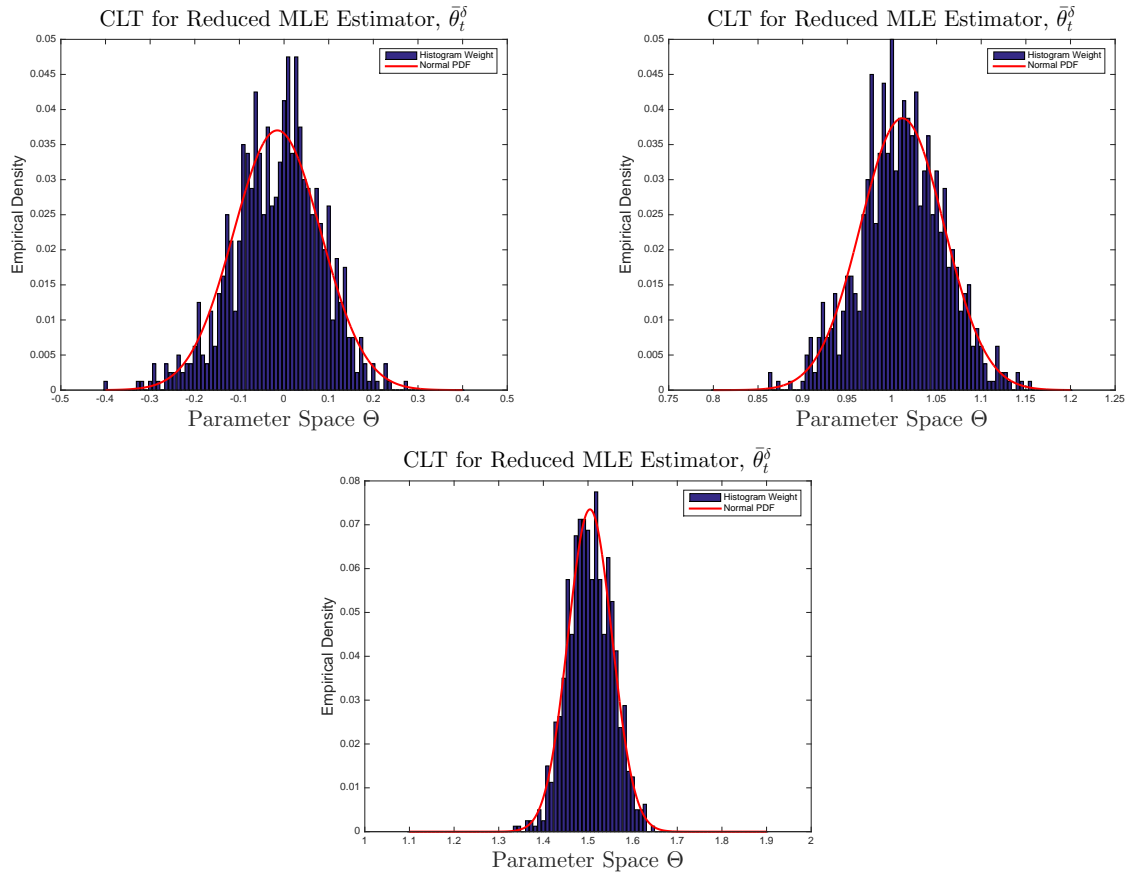 CLT for Reduced MLE Estimator, θ̄ₜ^δ
0.05
0.045
0.04
0.035
0.03
0.025
0.02
0.015
0.01
0.005
0
Empirical Density
Histogram Weight
Normal PDF
-0.5 -0.4 -0.3 -0.2 -0.1 0 0.1 0.2 0.3 0.4 0.5
Parameter Space Θ
CLT for Reduced MLE Estimator, θ̄ₜ^δ
0.05
0.045
0.04
0.035
0.03
0.025
0.02
0.015
0.01
0.005
0
Empirical Density
Histogram Weight
Normal PDF
0.75 0.8 0.85 0.9 0.95 1 1.05 1.1 1.15 1.2 1.25
Parameter Space Θ
CLT for Reduced MLE Estimator, θ̄ₜ^δ
0.08
0.07
0.06
0.05
0.04
0.03
0.02
0.01
0
Empirical Density
Histogram Weight
Normal PDF
1 1.1 1.2 1.3 1.4 1.5 1.6 1.7 1.8 1.9 2
Parameter Space Θ